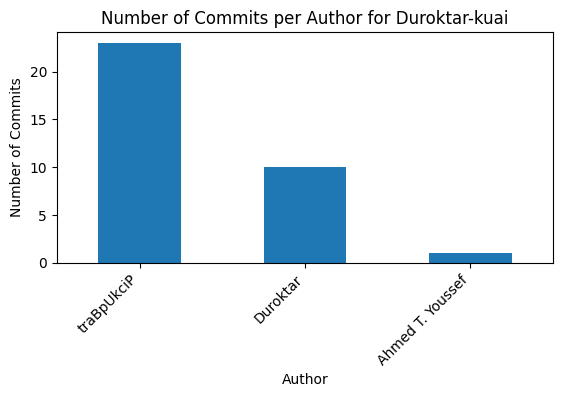 Number of Commits per Author for Duroktar-kuai
Number of Commits
20
15
10
5
0
traBpUkciP
Duroktar
Ahmed T. Youssef
Author